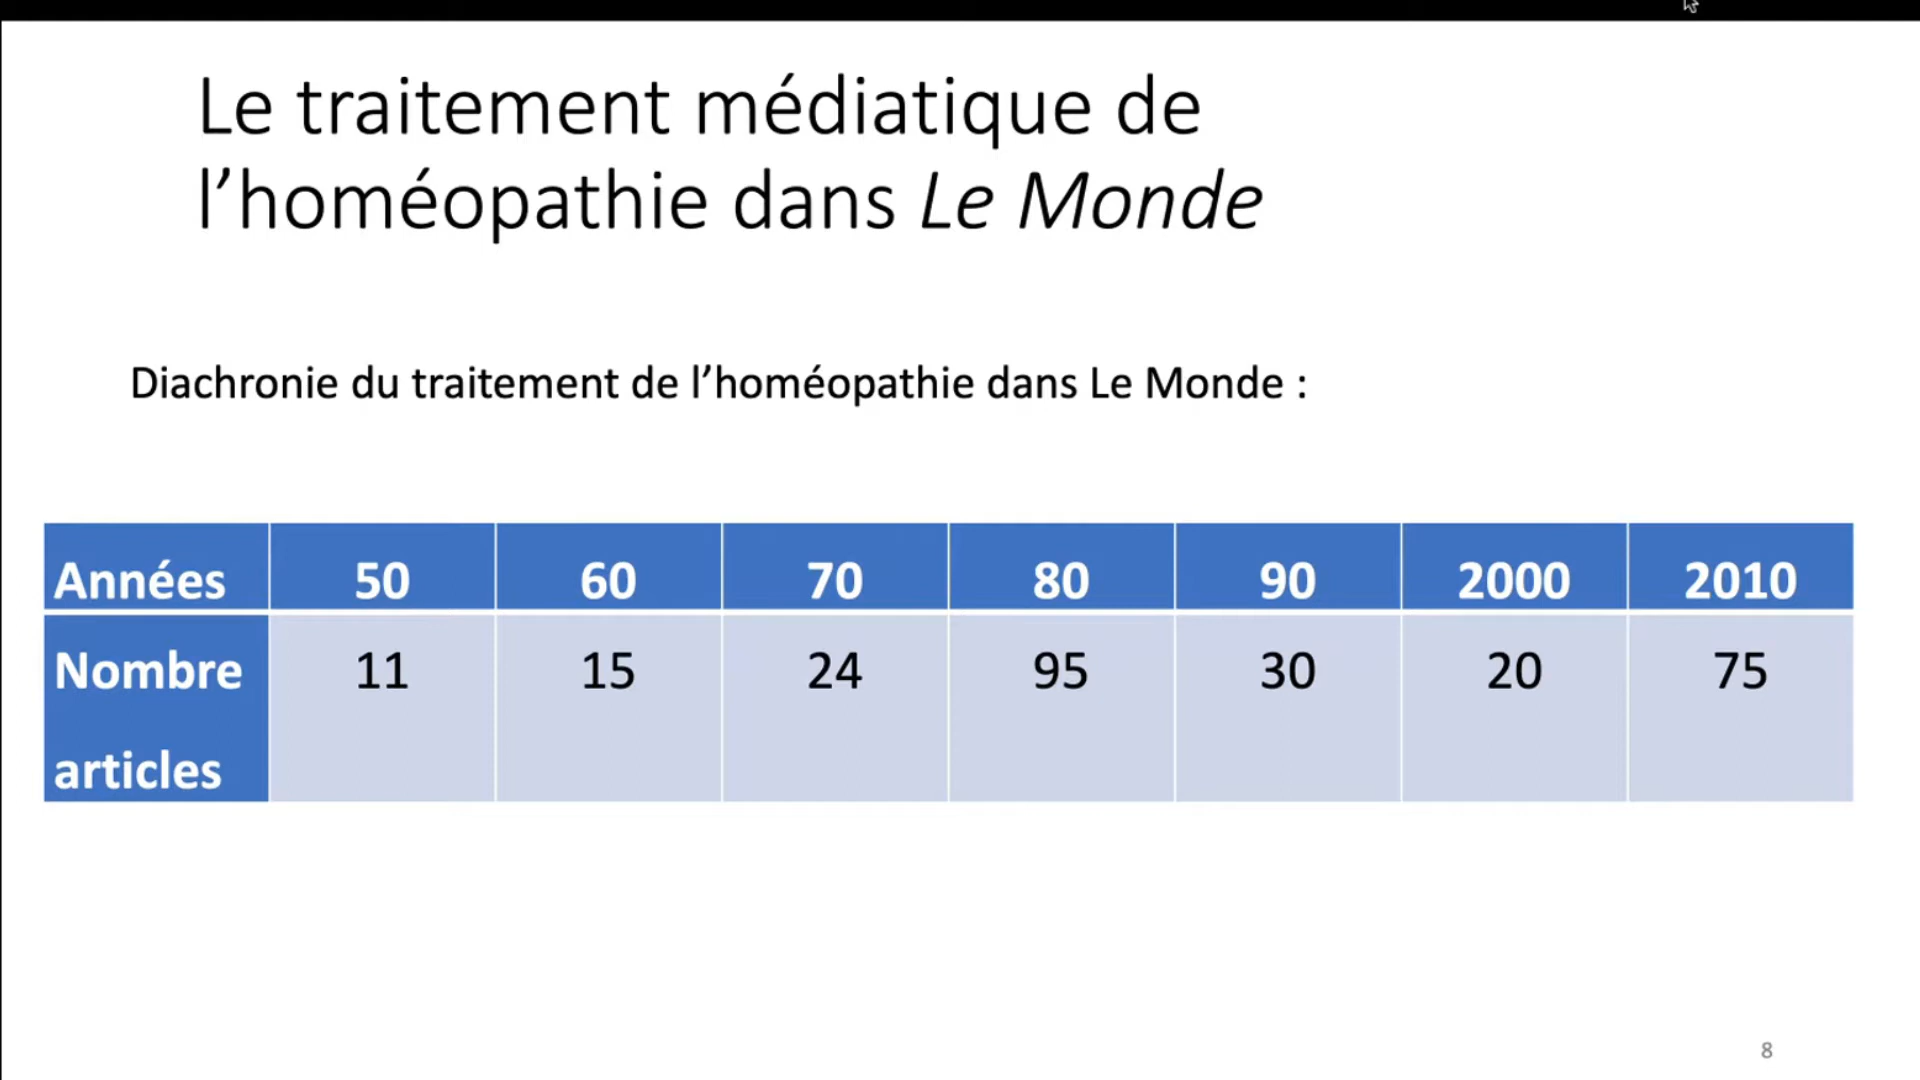 Le traitement médiatique de
l’homéopathie dans Le Monde
Diachronie du traitement de l’homéopathie dans Le Monde :
Années 50 60 70 80 90 2000 2010
Nombre 11 15 24 95 30 20 75
articles
8